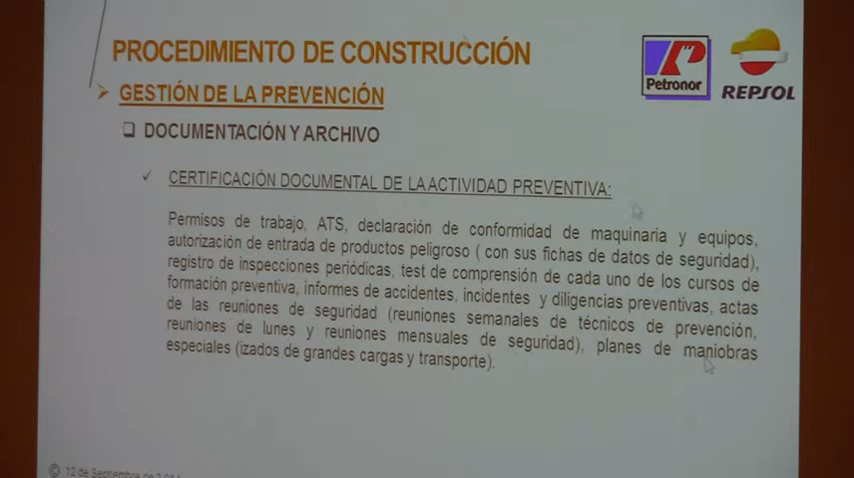 PROCEDIMIENTO DE CONSTRUCCIÓN
Petronor
REPSOL
GESTIÓN DE LA PREVENCIÓN
DOCUMENTACIÓN Y ARCHIVO
CERTIFICACIÓN DOCUMENTAL DE LA ACTIVIDAD PREVENTIVA:
Permisos de trabajo, ATS, declaración de conformidad de maquinaria y equipos,
autorización de entrada de productos peligroso ( con sus fichas de datos de seguridad),
registro de inspecciones periódicas, test de comprensión de cada uno de los cursos de
formación preventiva, informes de accidentes, incidentes y diligencias preventivas, actas
de las reuniones de seguridad (reuniones semanales de técnicos de prevención,
reuniones de lunes y reuniones mensuales de seguridad), planes de maniobras
especiales (izados de grandes cargas y transporte).
© 12 de Septiembre de